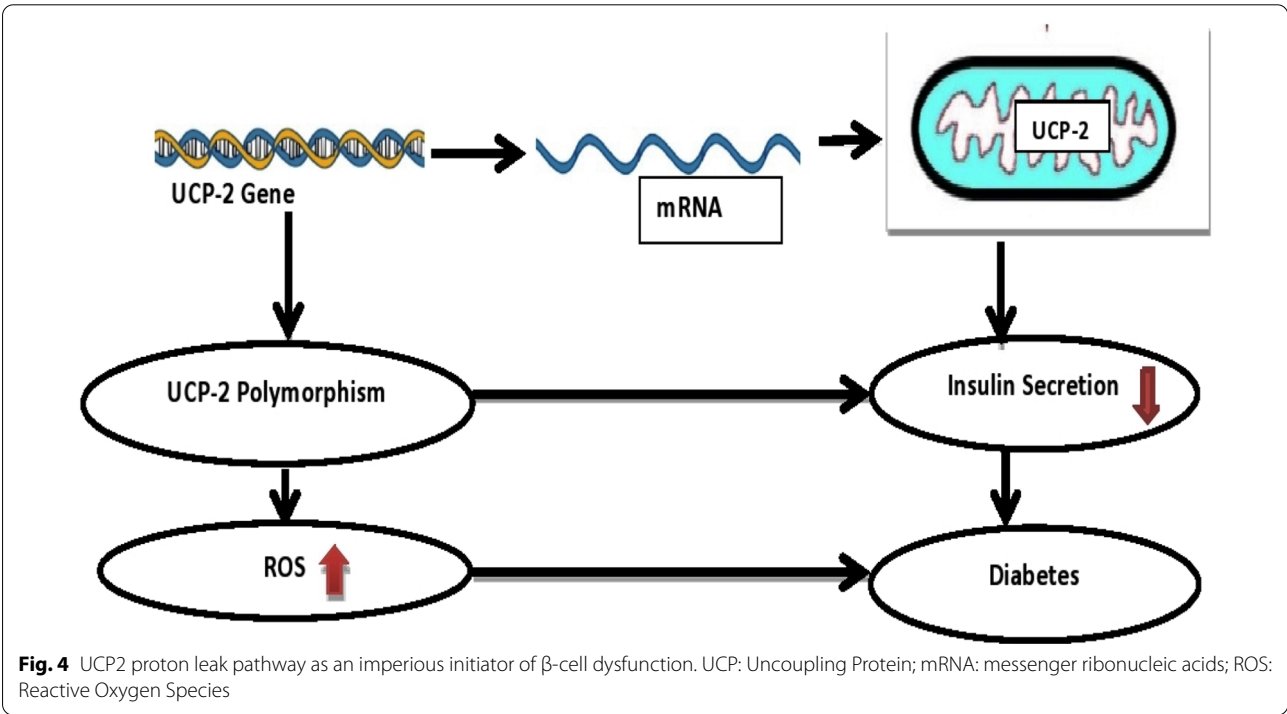 UCP-2
UCP-2 Gene
mRNA
UCP-2 Polymorphism
Insulin Secretion
ROS
Diabetes
Fig. 4 UCP2 proton leak pathway as an imperious initiator of β-cell dysfunction. UCP: Uncoupling Protein; mRNA: messenger ribonucleic acids; ROS:
Reactive Oxygen Species